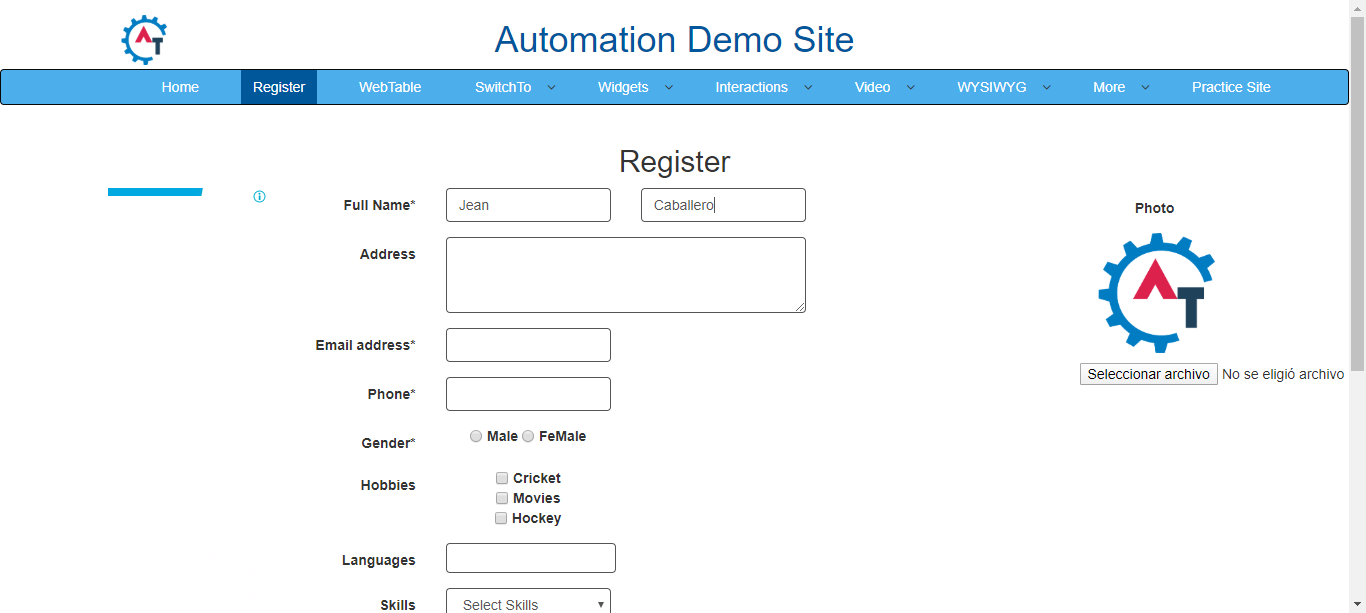 AT
Automation Demo Site
Home Register WebTable SwitchTo Widgets Interactions Video WYSIWYG More Practice Site
Register
Full Name* Jean Caballero
Photo
AT
Address
Email address*
Phone*
Seleccionar archivo No se eligió archivo
Gender* Male FeMale
Hobbies Cricket
Movies
Hockey
Languages
Skills Select Skills